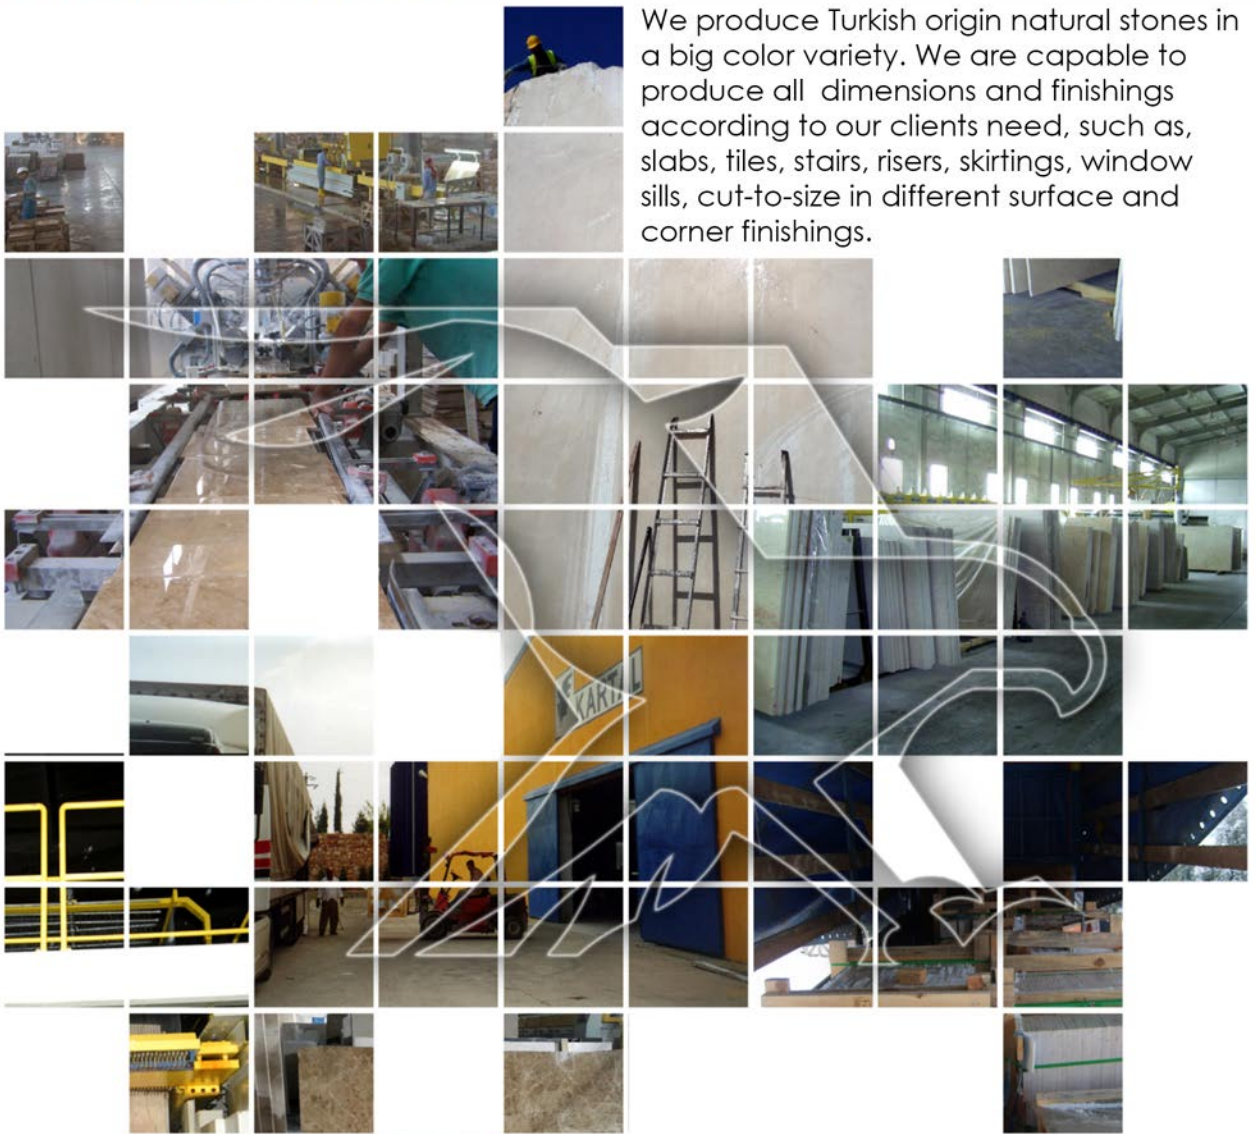 We produce Turkish origin natural stones in
a big color variety. We are capable to
produce all  dimensions and finishings
according to our clients need, such as,
slabs, tiles, stairs, risers, skirtings, window
sills, cut-to-size in different surface and
corner finishings.
KARTAL